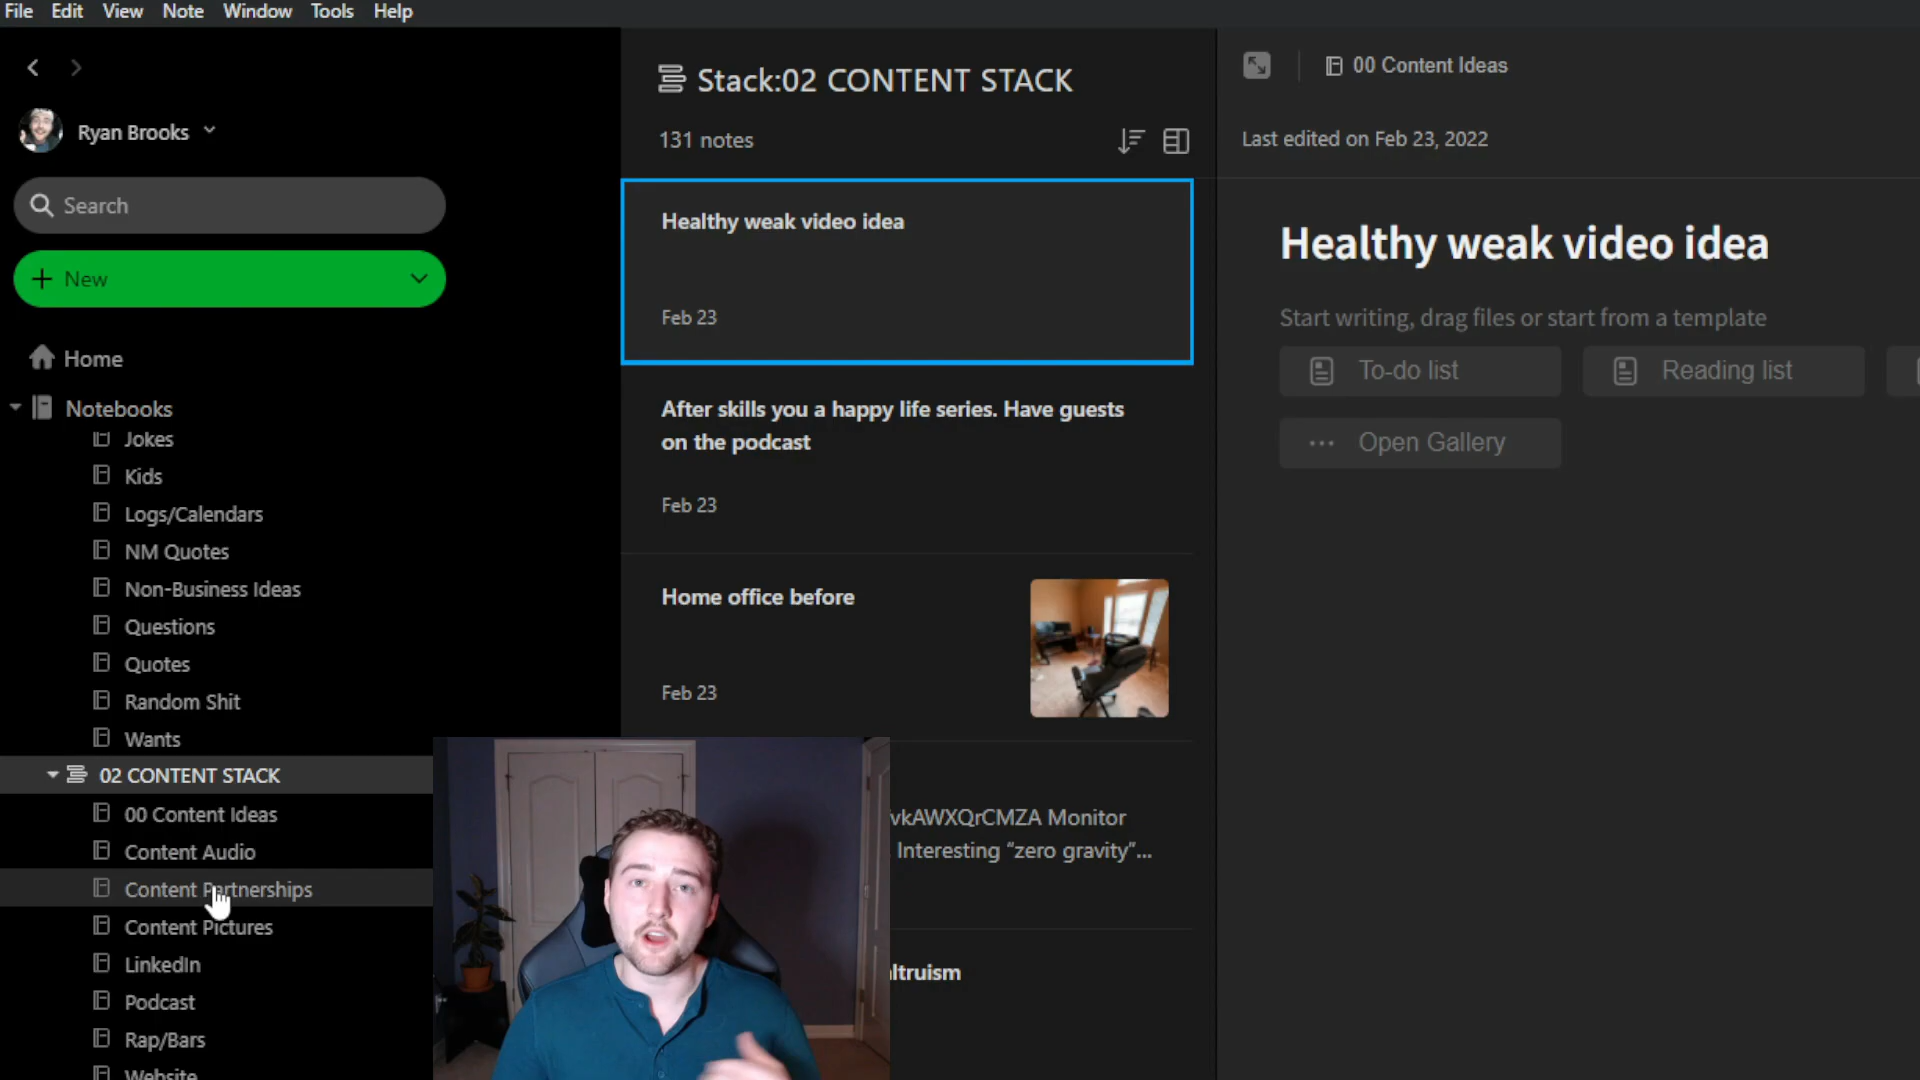 File Edit View Note Window Tools Help
Ryan Brooks
Search
New
Home
Notebooks
Jokes
Kids
Logs/Calendars
NM Quotes
Non-Business Ideas
Questions
Quotes
Random Shit
Wants
02 CONTENT STACK
00 Content Ideas
Content Audio
Content Partnerships
Content Pictures
LinkedIn
Podcast
Rap/Bars
Website
Stack:02 CONTENT STACK
131 notes
Healthy weak video idea
Feb 23
After skills you a happy life series. Have guests
on the podcast
Feb 23
Home office before
Feb 23
vkAWXQrCMZA Monitor
Interesting “zero gravity”...
ltruism
00 Content Ideas
Last edited on Feb 23, 2022
Healthy weak video idea
Start writing, drag files or start from a template
To-do list
Reading list
Open Gallery